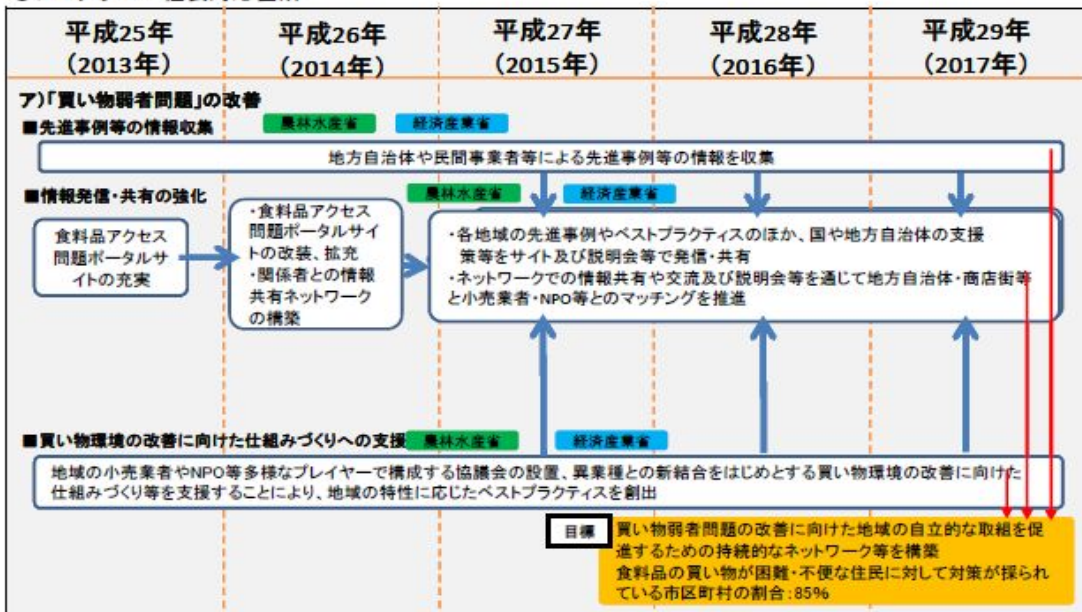 平成25年
（2013年）
平成26年
（2014年）
平成27年
（2015年）
平成28年
（2016年）
平成29年
（2017年）
ア）「買い物弱者問題」の改善
■先進事例等の情報収集
農林水産省
経済産業省
地方自治体や民間事業者等による先進事例等の情報を収集
■情報発信・共有の強化
農林水産省
経済産業省
食料品アクセス
問題ポータルサ
イトの充実
・食料品アクセス
問題ポータルサイ
トの改装、拡充
・関係者との情報
共有ネットワーク
の構築
・各地域の先進事例やベストプラクティスのほか、国や地方自治体の支援
策等をサイト及び説明会等で発信・共有
・ネットワークでの情報共有や交流及び説明会等を通じて地方自治体・商店街等
と小売業者・NPO等とのマッチングを推進
■買い物環境の改善に向けた仕組みづくりへの支援
農林水産省
経済産業省
地域の小売業者やNPO等多様なプレイヤーで構成する協議会の設置、異業種との新結合をはじめとする買い物環境の改善に向けた
仕組みづくり等を支援することにより、地域の特性に応じたベストプラクティスを創出
目標
買い物弱者問題の改善に向けた地域の自立的な取組を促
進するための持続的なネットワーク等を構築
食料品の買い物が困難・不便な住民に対して対策が採られ
ている市区町村の割合：85％